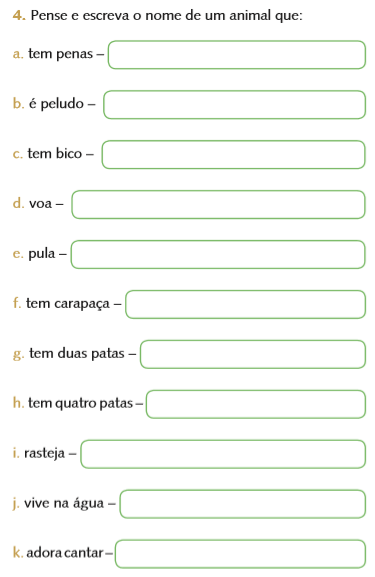 4. Pense e escreva o nome de um animal que:
a. tem penas –
b. é peludo –
c. tem bico –
d. voa –
e. pula –
f. tem carapaça –
g. tem duas patas –
h. tem quatro patas –
i. rasteja –
j. vive na água –
k. adora cantar –